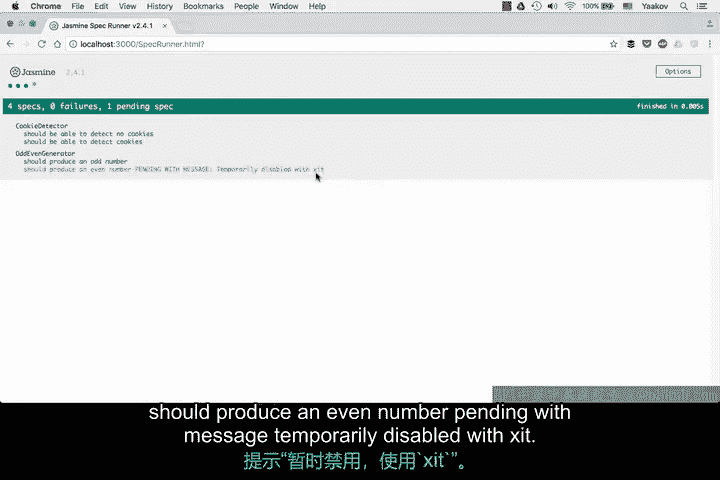 Chrome File Edit View History Bookmarks People Window Help 100% Yaakov
Jasmine Spec Runner v2.4.1
localhost:3000/SpecRunner.html?
Jasmine 2.4.1
Options
4 specs, 0 failures, 1 pending spec
finished in 0.005s
CookieDetector
should be able to detect no cookies
should be able to detect cookies
OddEvenGenerator
should produce an odd number
should produce an even number PENDING WITH MESSAGE: Temporarily disabled with xit
should produce an even number pending with
message temporarily disabled with xit.
提示“暂时禁用，使用`xit`”。